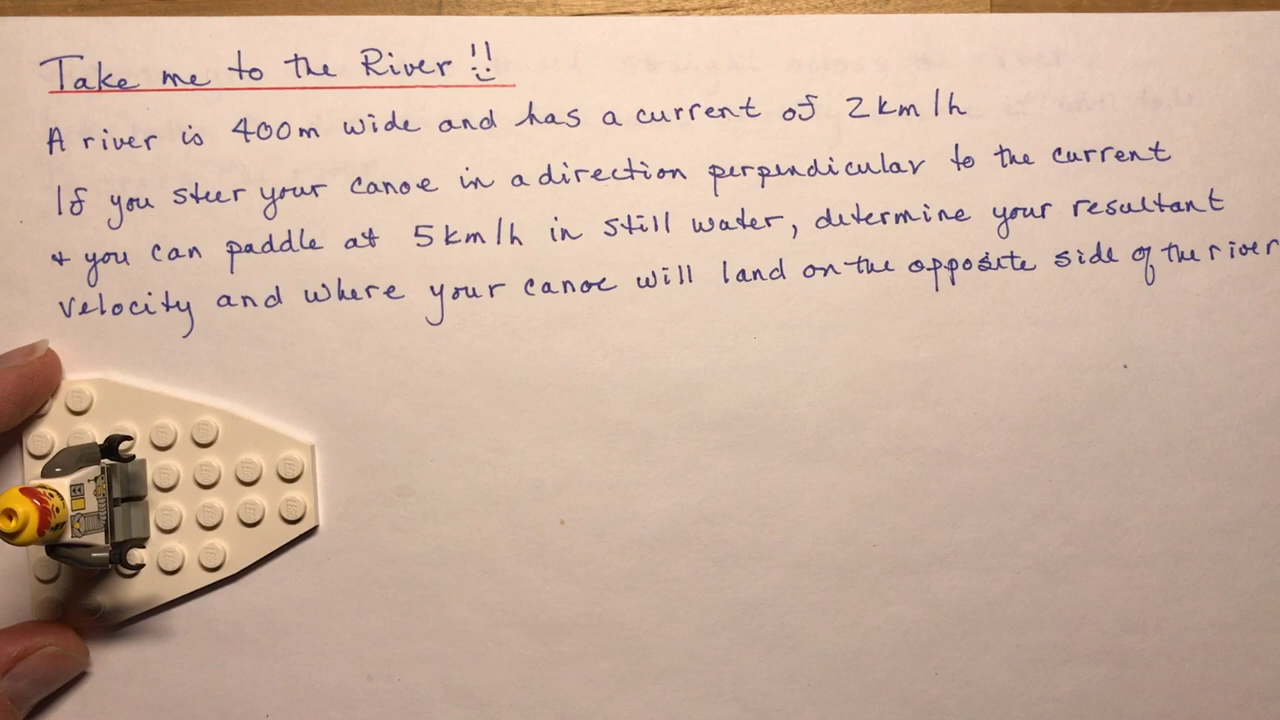 Take me to the River !!
A river is 400m wide and has a current of 2km/h
If you steer your canoe in a direction perpendicular to the current
+ you can paddle at 5km/h in still water, determine your resultant
velocity and where your canoe will land on the opposite side of the river